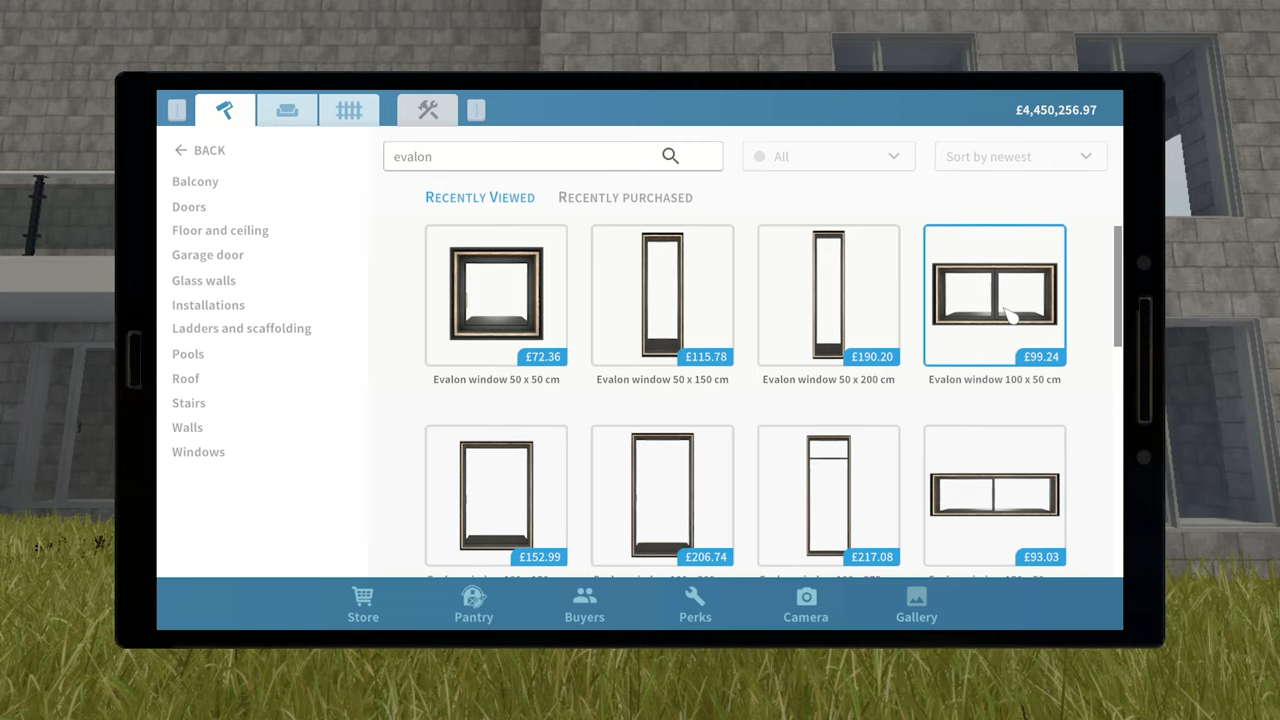 £4,450,256.97
BACK
evalon
All
Sort by newest
Balcony
Doors
Floor and ceiling
Garage door
Glass walls
Installations
Ladders and scaffolding
Pools
Roof
Stairs
Walls
Windows
RECENTLY VIEWED
RECENTLY PURCHASED
£72.36
£115.78
£190.20
£99.24
Evalon window 50 x 50 cm
Evalon window 50 x 150 cm
Evalon window 50 x 200 cm
Evalon window 100 x 50 cm
£152.99
£206.74
£217.08
£93.03
Store
Pantry
Buyers
Perks
Camera
Gallery